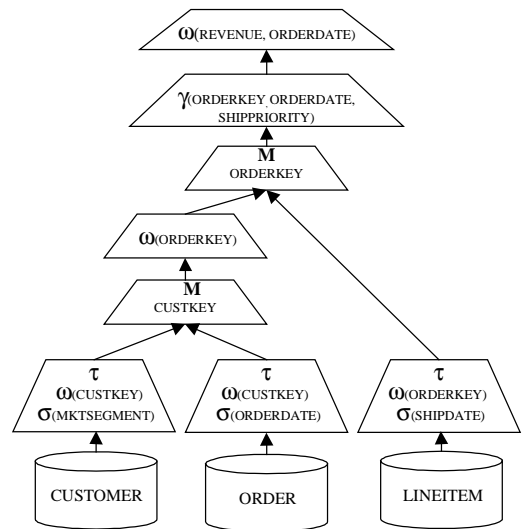 ω(REVENUE, ORDERDATE)
γ(ORDERKEY, ORDERDATE,
SHIPPRIORITY)
M
ORDERKEY
ω(ORDERKEY)
M
CUSTKEY
τ
ω(CUSTKEY)
σ(MKTSEGMENT)
τ
ω(CUSTKEY)
σ(ORDERDATE)
τ
ω(ORDERKEY)
σ(SHIPDATE)
CUSTOMER
ORDER
LINEITEM